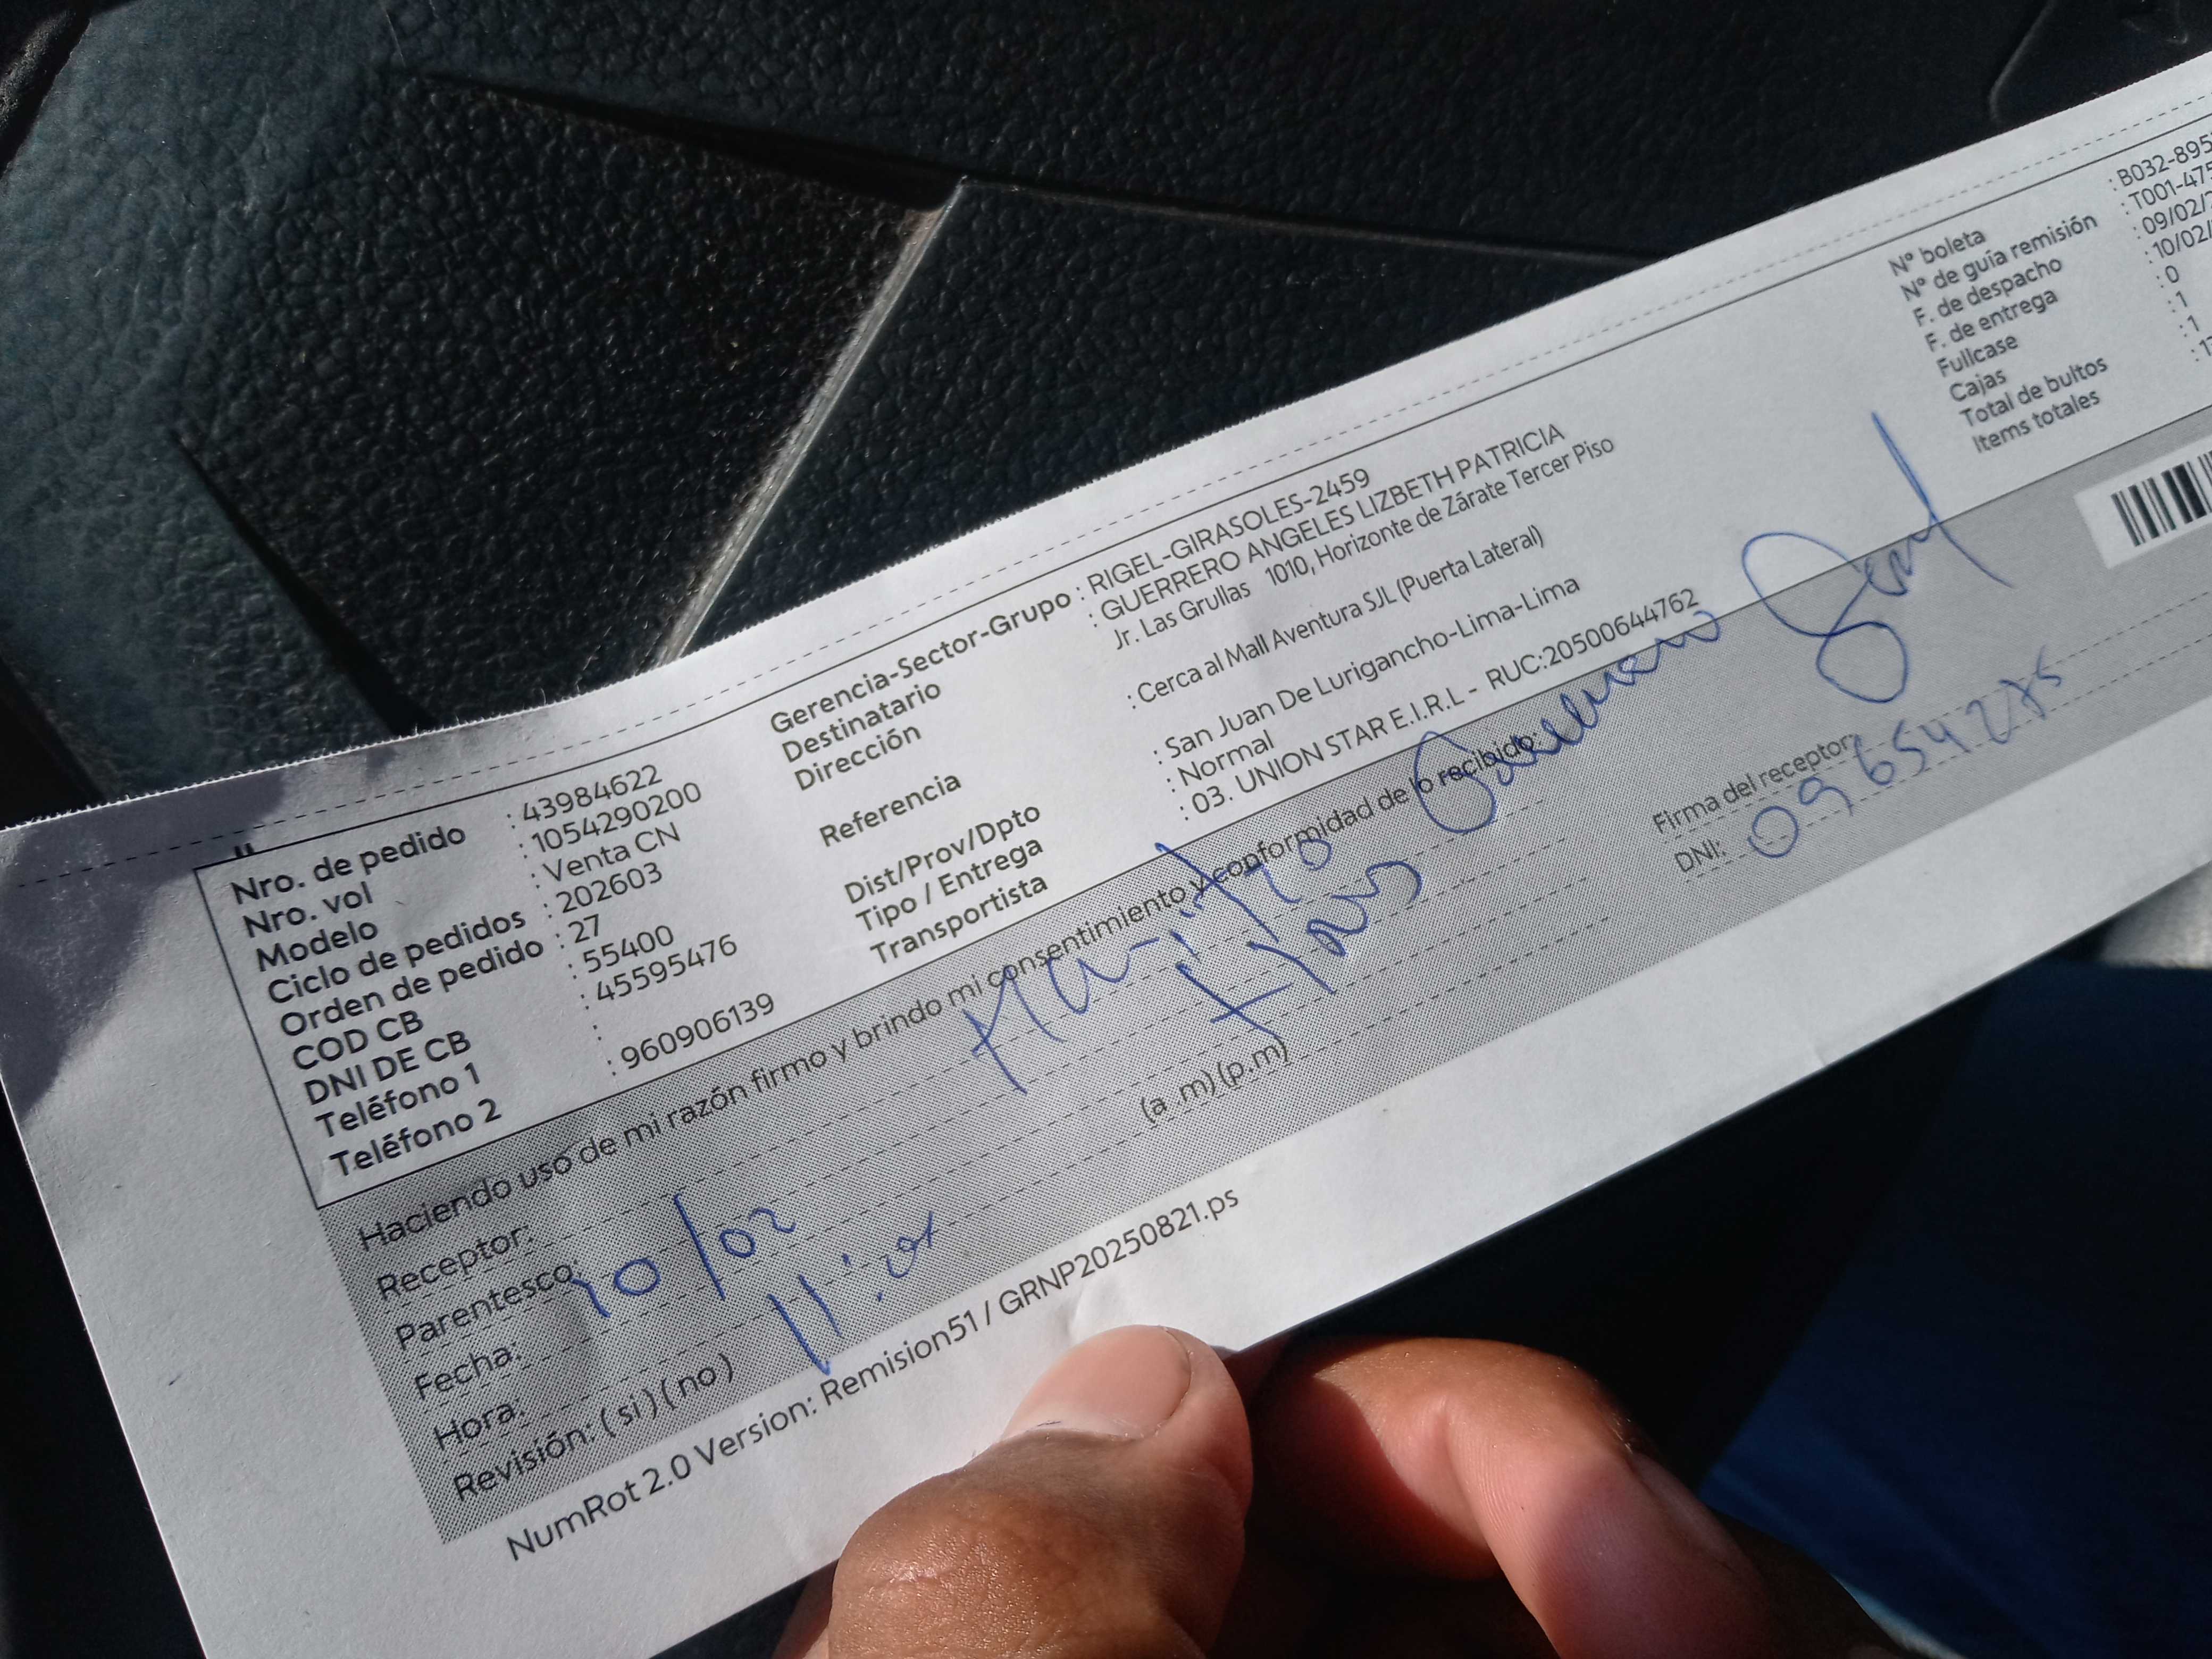 Nro. de pedido : 43984622
Nro. vol : 1054290200
Modelo : Venta CN
Ciclo de pedidos : 202603
Orden de pedido : 27
COD CB : 55400
DNI DE CB : 45595476
Teléfono 1 :
Teléfono 2 : 960906139
Gerencia-Sector-Grupo : RIGEL-GIRASOLES-2459
Destinatario : GUERRERO ANGELES LIZBETH PATRICIA
Dirección Jr. Las Grullas 1010, Horizonte de Zárate Tercer Piso
Referencia : Cerca al Mall Aventura SJL (Puerta Lateral)
Dist/Prov/Dpto : San Juan De Lurigancho-Lima-Lima
Tipo / Entrega : Normal
Transportista : 03. UNION STAR E.I.R.L - RUC:20500644762
N° boleta : B032-895
N° de guía remisión : T001-475
F. de despacho : 09/02/
F. de entrega : 10/02/
Fullcase : 0
Cajas : 1
Total de bultos : 1
Items totales : 17
Haciendo uso de mi razón firmo y brindo mi consentimiento y conformidad de lo recibido:
Receptor:
Parentesco:
Fecha: 10/02
Hora: (a .m) (p.m)
Revisión: ( si ) ( no )
Firma del receptor:
DNI: 09654275
NumRot 2.0 Version: Remision51 / GRNP20250821.ps